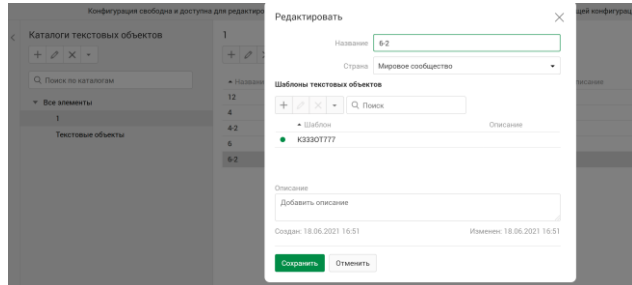 Конфигурация свободна и доступна для редактиро
щей конфигурац
Каталоги текстовых объектов
Поиск по каталогам
Все элементы
1
Текстовые объекты
1
Названи
12
4
4-2
6
6-2
писание
Редактировать
Название 6-2
Страна Мировое сообщество
Шаблоны текстовых объектов
Поиск
Шаблон Описание
К333ОТ777
Описание
Добавить описание
Создан: 18.06.2021 16:51 Изменен: 18.06.2021 16:51
Сохранить Отменить